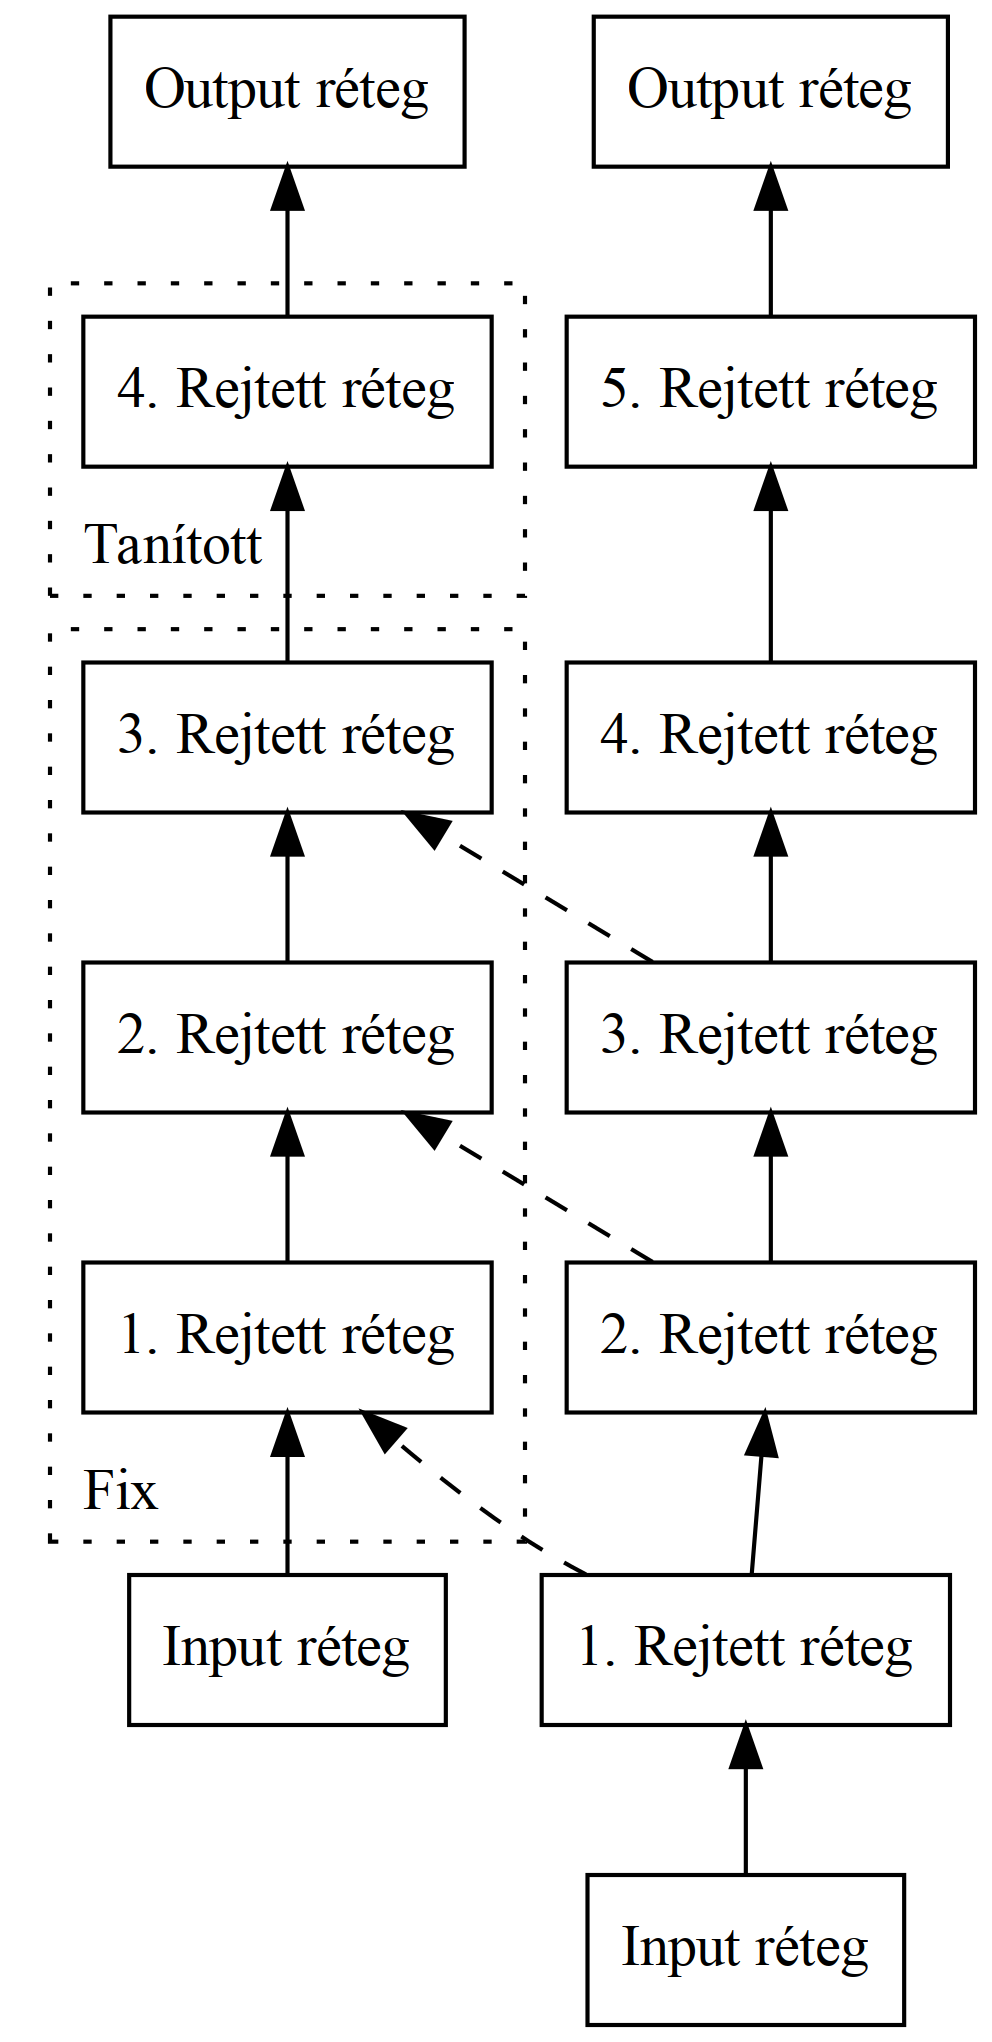 Output réteg
Output réteg
4. Rejtett réteg
5. Rejtett réteg
Tanított
3. Rejtett réteg
4. Rejtett réteg
2. Rejtett réteg
3. Rejtett réteg
1. Rejtett réteg
2. Rejtett réteg
Fix
Input réteg
1. Rejtett réteg
Input réteg